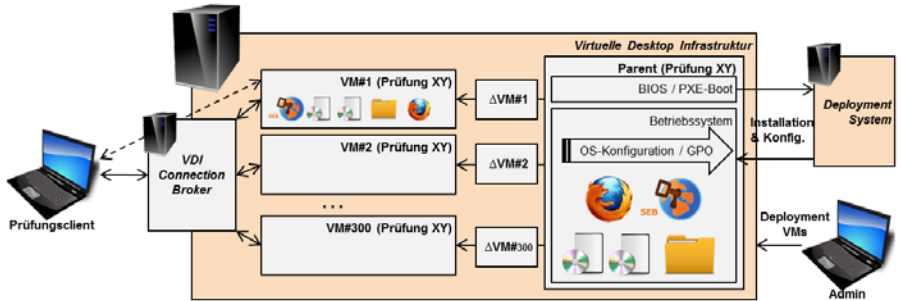 Virtuelle Desktop Infrastruktur
VM#1 (Prüfung XY)
SEB
ΔVM#1
Parent (Prüfung XY)
BIOS / PXE-Boot
Deployment
System
Betriebssystem
Installation
& Konfig.
OS-Konfiguration / GPO
VDI
Connection
Broker
VM#2 (Prüfung XY)
ΔVM#2
SEB
Prüfungsclient
...
VM#300 (Prüfung XY)
ΔVM#300
Deployment
VMs
Admin